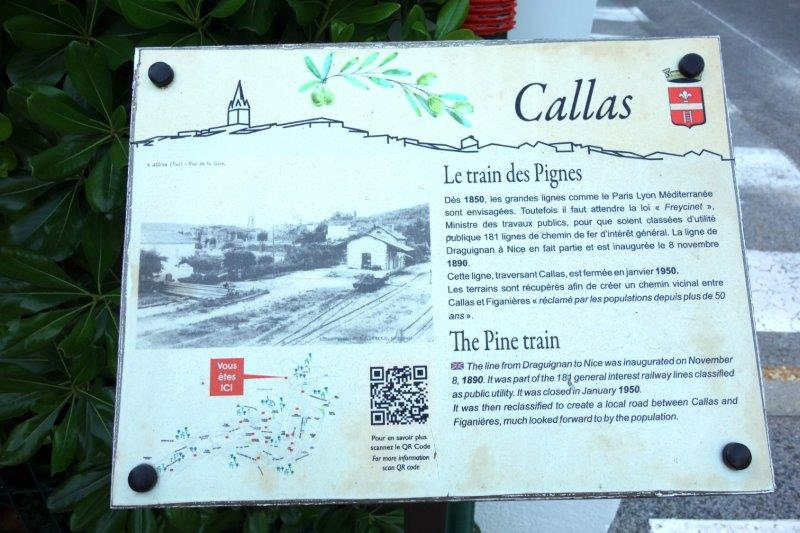 Callas
Le train des Pignes
Dès 1850, les grandes lignes comme le Paris Lyon Méditerranée
sont envisagées. Toutefois il faut attendre la loi « Freycinet »,
Ministre des travaux publics, pour que soient classées d'utilité
publique 181 lignes de chemin de fer d'intérêt général. La ligne de
Draguignan à Nice en fait partie et est inaugurée le 8 novembre
1890.
Cette ligne, traversant Callas, est fermée en janvier 1950.
Les terrains sont récupérés afin de créer un chemin vicinal entre
Callas et Figanières « réclamé par les populations depuis plus de 50
ans ».
The Pine train
The line from Draguignan to Nice was inaugurated on November
8, 1890. It was part of the 181 general interest railway lines classified
as public utility. It was closed in January 1950.
It was then reclassified to create a local road between Callas and
Figanières, much looked forward to by the population.
Vous
êtes
ICI
Pour en savoir plus
scannez le QR Code
For more information
scan QR code